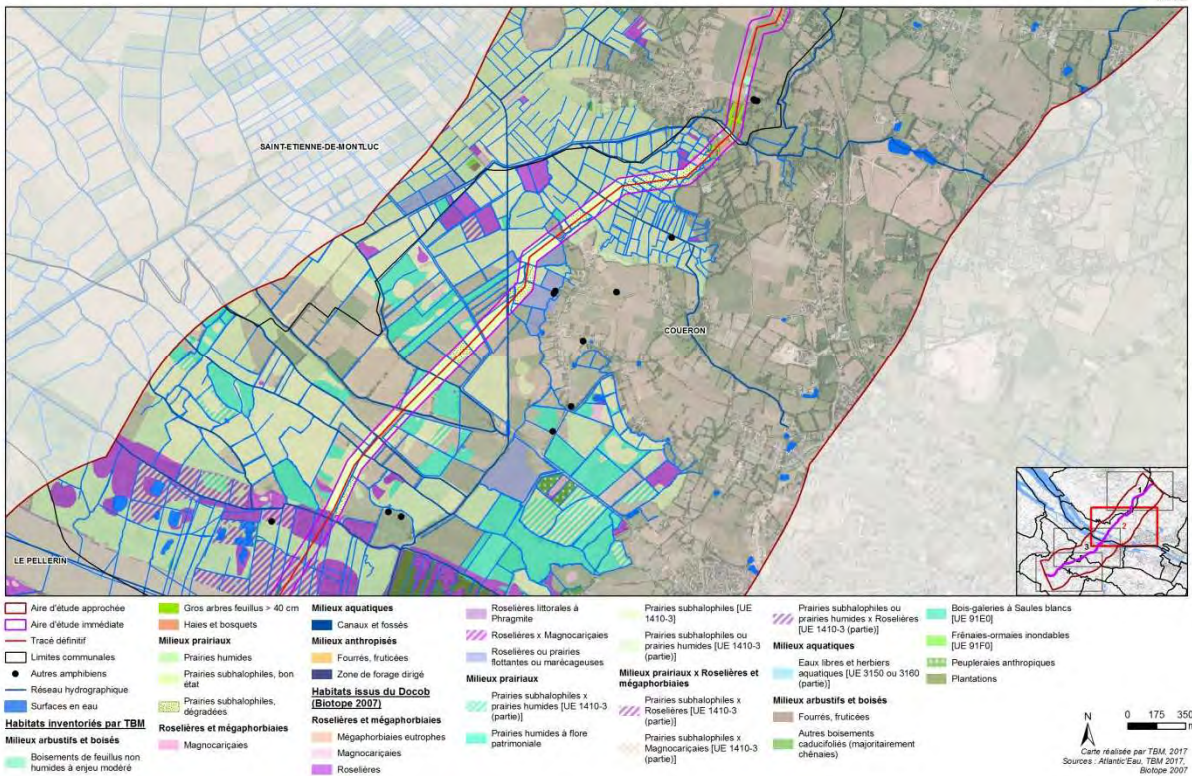 SAINT-ETIENNE-DE-MONTLUC
COUERON
LE PELLERIN
1
2
3
Aire d'étude approchée
Aire d'étude immédiate
Tracé définitif
Limites communales
Autres amphibiens
Réseau hydrographique
Surfaces en eau
Habitats inventoriés par TBM
Milieux arbustifs et boisés
Boisements de feuillus non
humides à enjeu modéré
Gros arbres feuillus > 40 cm
Haies et bosquets
Milieux prairiaux
Prairies humides
Prairies subhalophiles, bon
état
Prairies subhalophiles,
dégradées
Roselières et mégaphorbiaies
Magnocariçaies
Milieux aquatiques
Canaux et fossés
Milieux anthropisés
Fourrés, fruticées
Zone de forage dirigé
Habitats issus du Docob
(Biotope 2007)
Roselières et mégaphorbiaies
Mégaphorbiaies eutrophes
Magnocariçaies
Roselières
Roselières littorales à
Phragmite
Roselières x Magnocariçaies
Roselières ou prairies
flottantes ou marécageuses
Milieux prairiaux
Prairies subhalophiles x
prairies humides [UE 1410-3
(partie)]
Prairies humides à flore
patrimoniale
Prairies subhalophiles [UE
1410-3]
Prairies subhalophiles ou
prairies humides [UE 1410-3
(partie)]
Milieux prairiaux x Roselières et
mégaphorbiaies
Prairies subhalophiles x
Roselières [UE 1410-3
(partie)]
Prairies subhalophiles x
Magnocariçaies [UE 1410-3
(partie)]
Prairies subhalophiles ou
prairies humides x Roselières
[UE 1410-3 (partie)]
Milieux aquatiques
Eaux libres et herbiers
aquatiques [UE 3150 ou 3160
(partie)]
Milieux arbustifs et boisés
Fourrés, fruticées
Autres boisements
caducifoliés (majoritairement
chênaies)
Bois-galeries à Saules blancs
[UE 91E0]
Frênaies-ormaies inondables
[UE 91F0]
Peupleraies anthropiques
Plantations
N
0 175 350
m
Carte réalisée par TBM, 2017
Sources : Atlantic'Eau, TBM 2017,
Biotope 2007